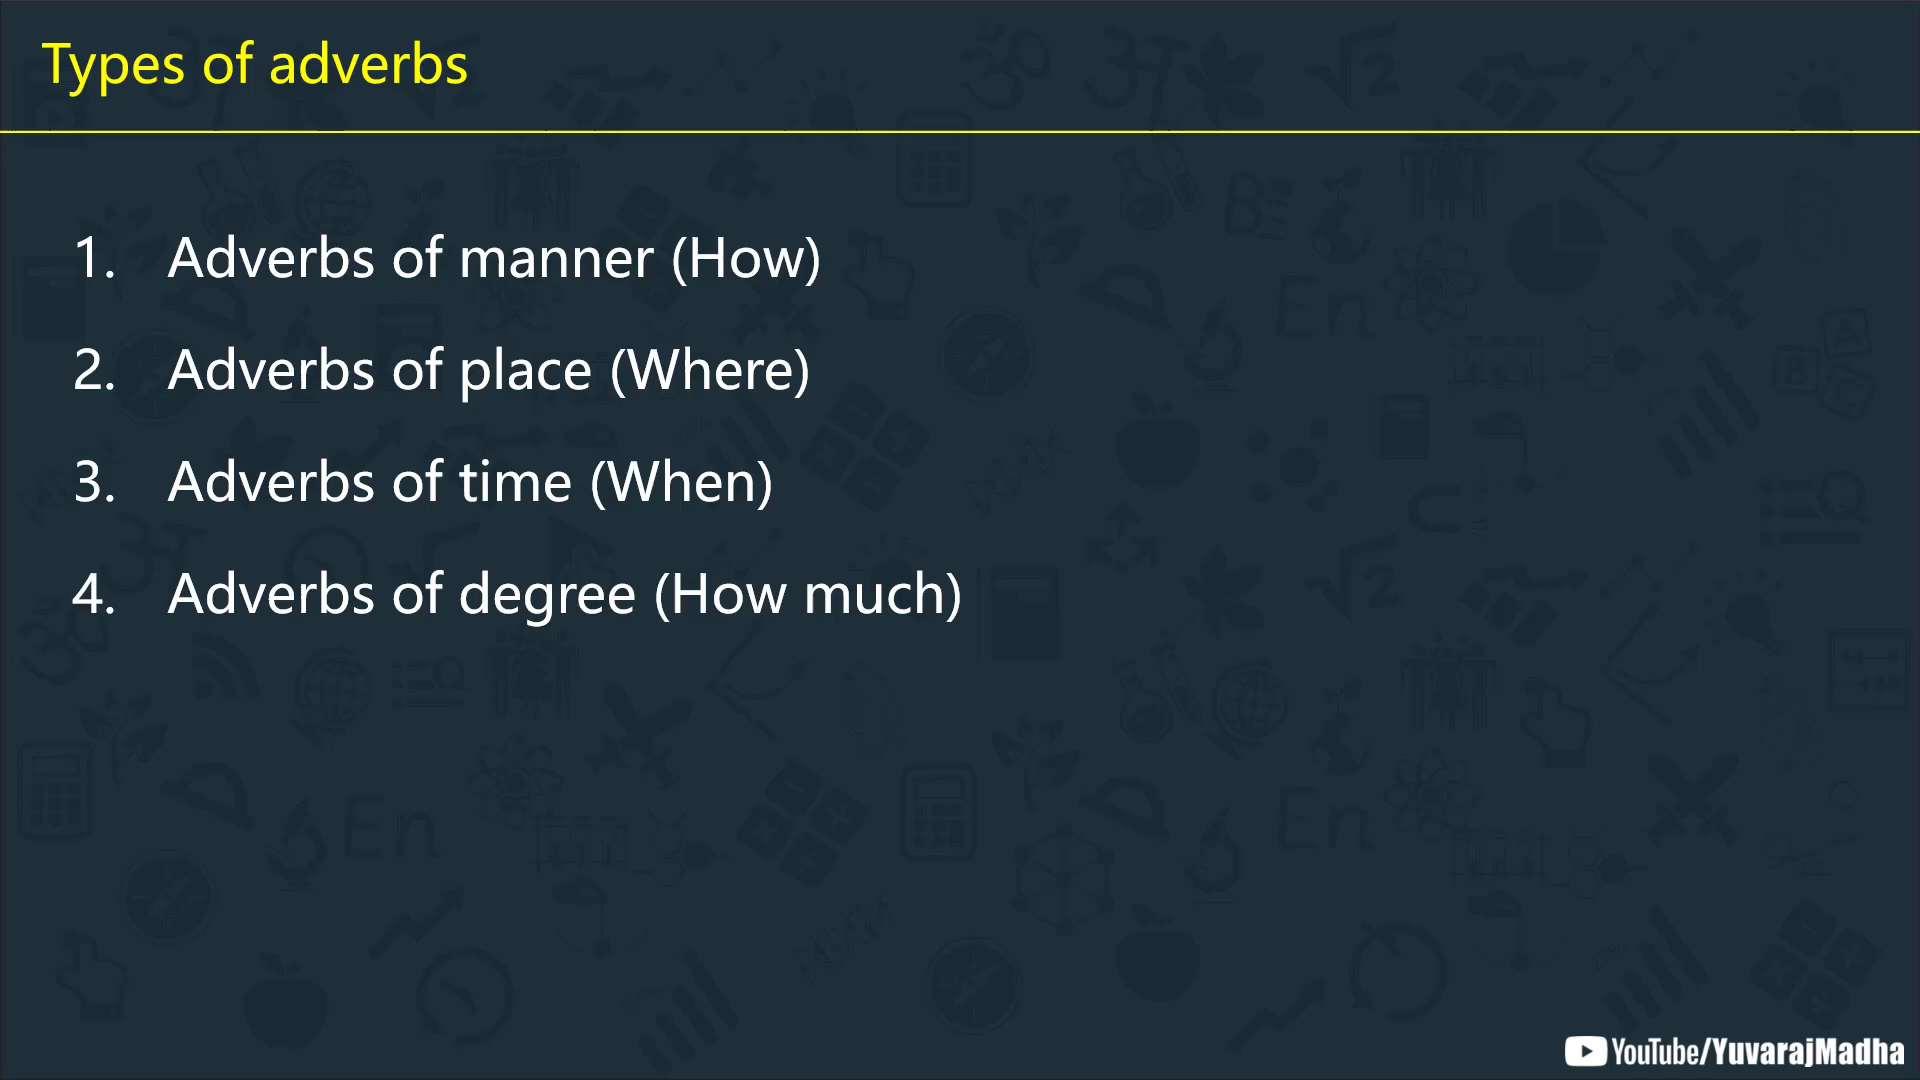 Types of adverbs
1. Adverbs of manner (How)
2. Adverbs of place (Where)
3. Adverbs of time (When)
4. Adverbs of degree (How much)
YouTube/YuvarajMadha